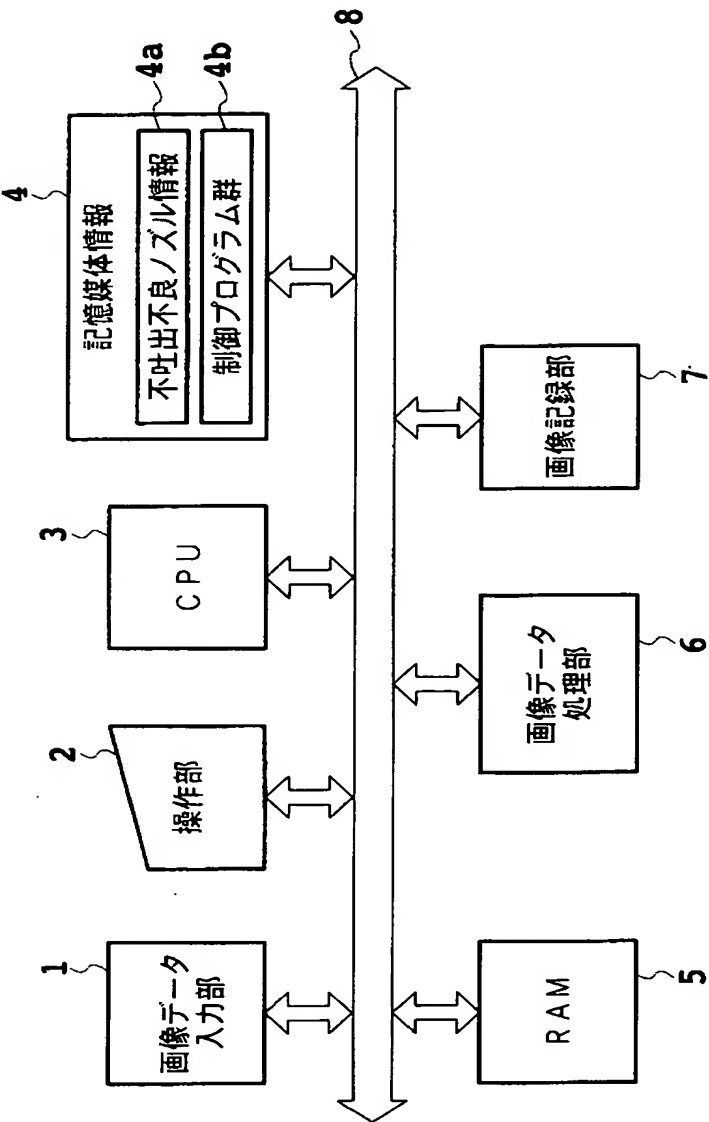 1
画像データ
入力部
2
操作部
3
CPU
4
記憶媒体情報
4a
不吐出不良ノズル情報
4b
制御プログラム群
8
5
RAM
6
画像データ
処理部
7
画像記録部